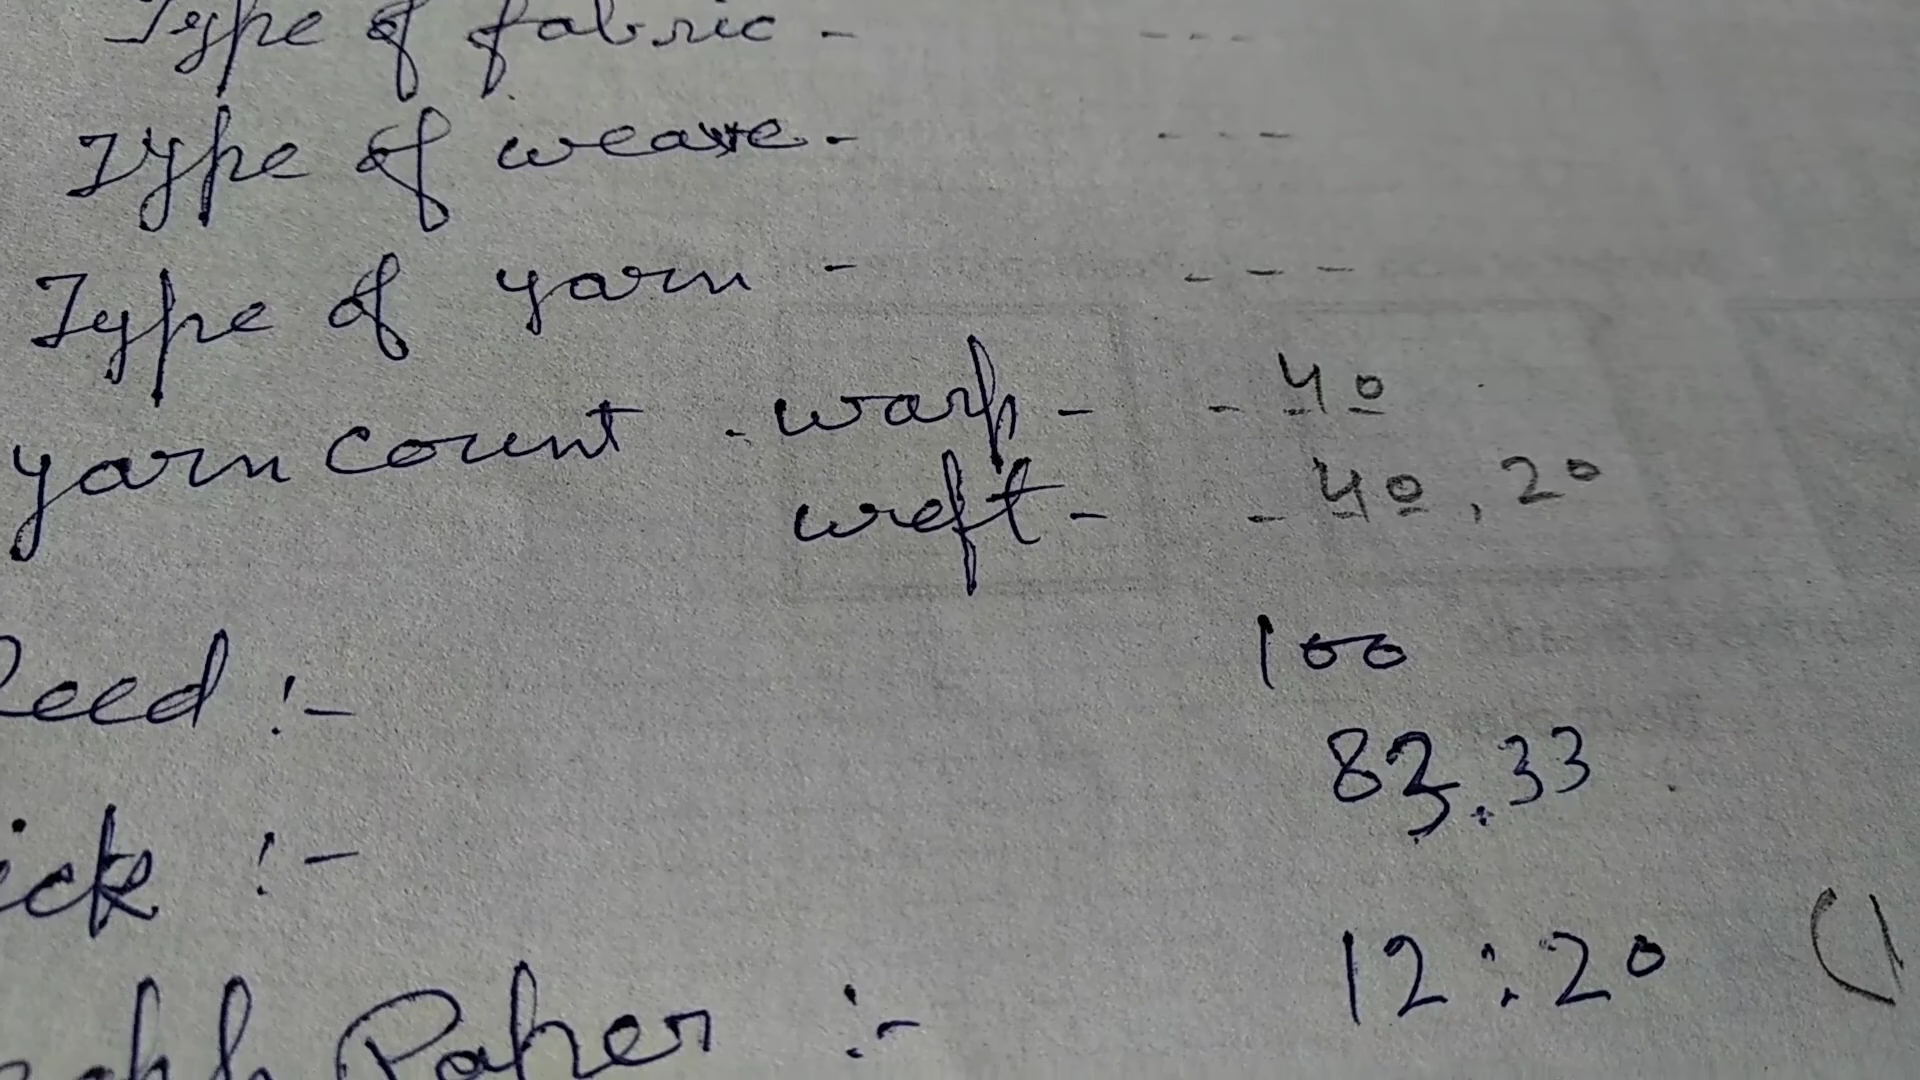 Type of fabric - - - -
Type of weave - - - -
Type of yarn - - - -
yarn count - warp - - 40
weft - - 40, 20
Reed :- 100
ick :- 83.33
Paper :- 12:20